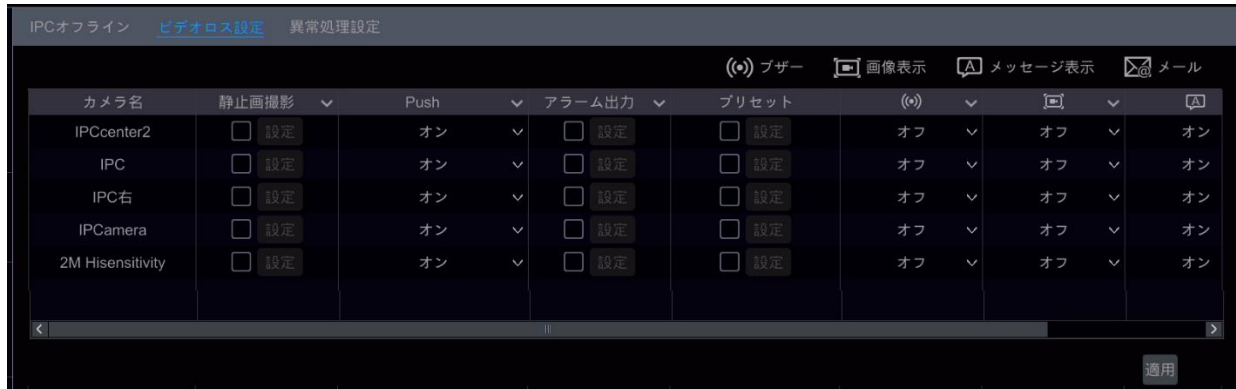 IPCオフライン ビデオロス設定 異常処理設定
ブザー 画像表示 A メッセージ表示 メール
カメラ名 静止画撮影 Push アラーム出力 プリセット A
IPCcenter2 設定 オン 設定 設定 オフ オフ オン
IPC 設定 オン 設定 設定 オフ オフ オン
IPC右 設定 オン 設定 設定 オフ オフ オン
IPCamera 設定 オン 設定 設定 オフ オフ オン
2M Hisensitivity 設定 オン 設定 設定 オフ オフ オン
適用